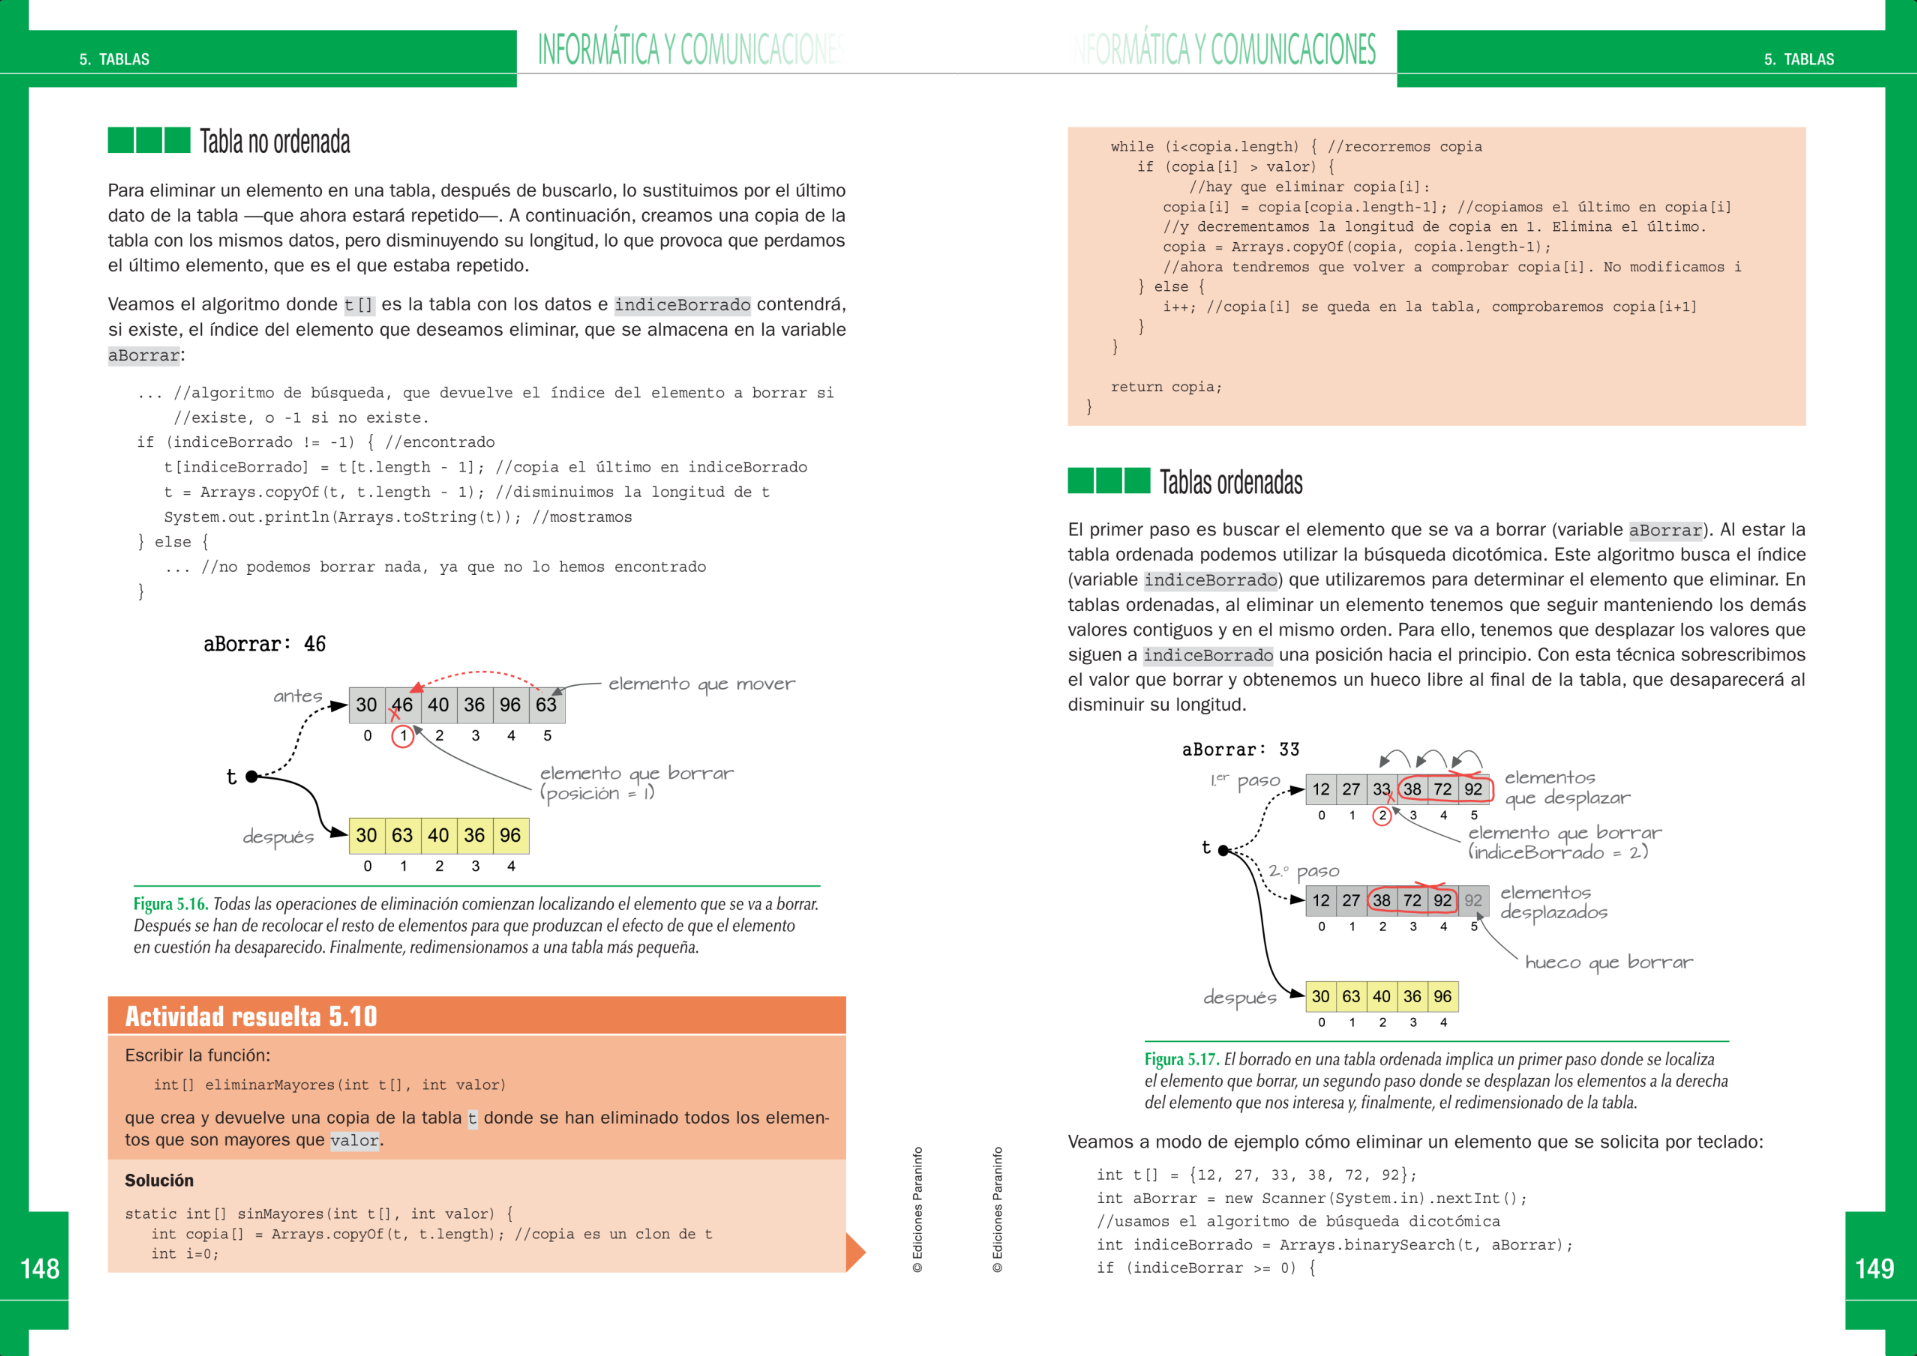 5. TABLAS
INFORMÁTICA Y COMUNICACIONES
Tabla no ordenada
Para eliminar un elemento en una tabla, después de buscarlo, lo sustituimos por el último
dato de la tabla —que ahora estará repetido—. A continuación, creamos una copia de la
tabla con los mismos datos, pero disminuyendo su longitud, lo que provoca que perdamos
el último elemento, que es el que estaba repetido.
Veamos el algoritmo donde t[] es la tabla con los datos e indiceBorrado contendrá,
si existe, el índice del elemento que deseamos eliminar, que se almacena en la variable
aBorrar:
... //algoritmo de búsqueda, que devuelve el índice del elemento a borrar si
//existe, o -1 si no existe.
if (indiceBorrado != -1) { //encontrado
t[indiceBorrado] = t[t.length - 1]; //copia el último en indiceBorrado
t = Arrays.copyOf(t, t.length - 1); //disminuimos la longitud de t
System.out.println(Arrays.toString(t)); //mostramos
} else {
... //no podemos borrar nada, ya que no lo hemos encontrado
}
aBorrar: 46
antes
elemento que mover
30 46 40 36 96 63
0 1 2 3 4 5
t
elemento que borrar
(posición = 1)
después
30 63 40 36 96
0 1 2 3 4
Figura 5.16. Todas las operaciones de eliminación comienzan localizando el elemento que se va a borrar.
Después se han de recolocar el resto de elementos para que produzcan el efecto de que el elemento
en cuestión ha desaparecido. Finalmente, redimensionamos a una tabla más pequeña.
Actividad resuelta 5.10
Escribir la función:
int[] eliminarMayores(int t[], int valor)
que crea y devuelve una copia de la tabla t donde se han eliminado todos los elemen-
tos que son mayores que valor.
Solución
static int[] sinMayores(int t[], int valor) {
int copia[] = Arrays.copyOf(t, t.length); //copia es un clon de t
int i=0;
© Ediciones Paraninfo
148
INFORMÁTICA Y COMUNICACIONES
5. TABLAS
while (i<copia.length) { //recorremos copia
if (copia[i] > valor) {
//hay que eliminar copia[i]:
copia[i] = copia[copia.length-1]; //copiamos el último en copia[i]
//y decrementamos la longitud de copia en 1. Elimina el último.
copia = Arrays.copyOf(copia, copia.length-1);
//ahora tendremos que volver a comprobar copia[i]. No modificamos i
} else {
i++; //copia[i] se queda en la tabla, comprobaremos copia[i+1]
}
}
return copia;
}
Tablas ordenadas
El primer paso es buscar el elemento que se va a borrar (variable aBorrar). Al estar la
tabla ordenada podemos utilizar la búsqueda dicotómica. Este algoritmo busca el índice
(variable indiceBorrado) que utilizaremos para determinar el elemento que eliminar. En
tablas ordenadas, al eliminar un elemento tenemos que seguir manteniendo los demás
valores contiguos y en el mismo orden. Para ello, tenemos que desplazar los valores que
siguen a indiceBorrado una posición hacia el principio. Con esta técnica sobrescribimos
el valor que borrar y obtenemos un hueco libre al final de la tabla, que desaparecerá al
disminuir su longitud.
aBorrar: 33
1.er paso
12 27 33 38 72 92
0 1 2 3 4 5
elementos
que desplazar
elemento que borrar
(indiceBorrado = 2)
t
2.º paso
12 27 38 72 92 92
0 1 2 3 4 5
elementos
desplazados
hueco que borrar
después
30 63 40 36 96
0 1 2 3 4
Figura 5.17. El borrado en una tabla ordenada implica un primer paso donde se localiza
el elemento que borrar, un segundo paso donde se desplazan los elementos a la derecha
del elemento que nos interesa y, finalmente, el redimensionado de la tabla.
Veamos a modo de ejemplo cómo eliminar un elemento que se solicita por teclado:
int t[] = {12, 27, 33, 38, 72, 92};
int aBorrar = new Scanner(System.in).nextInt();
//usamos el algoritmo de búsqueda dicotómica
int indiceBorrado = Arrays.binarySearch(t, aBorrar);
if (indiceBorrar >= 0) {
© Ediciones Paraninfo
149